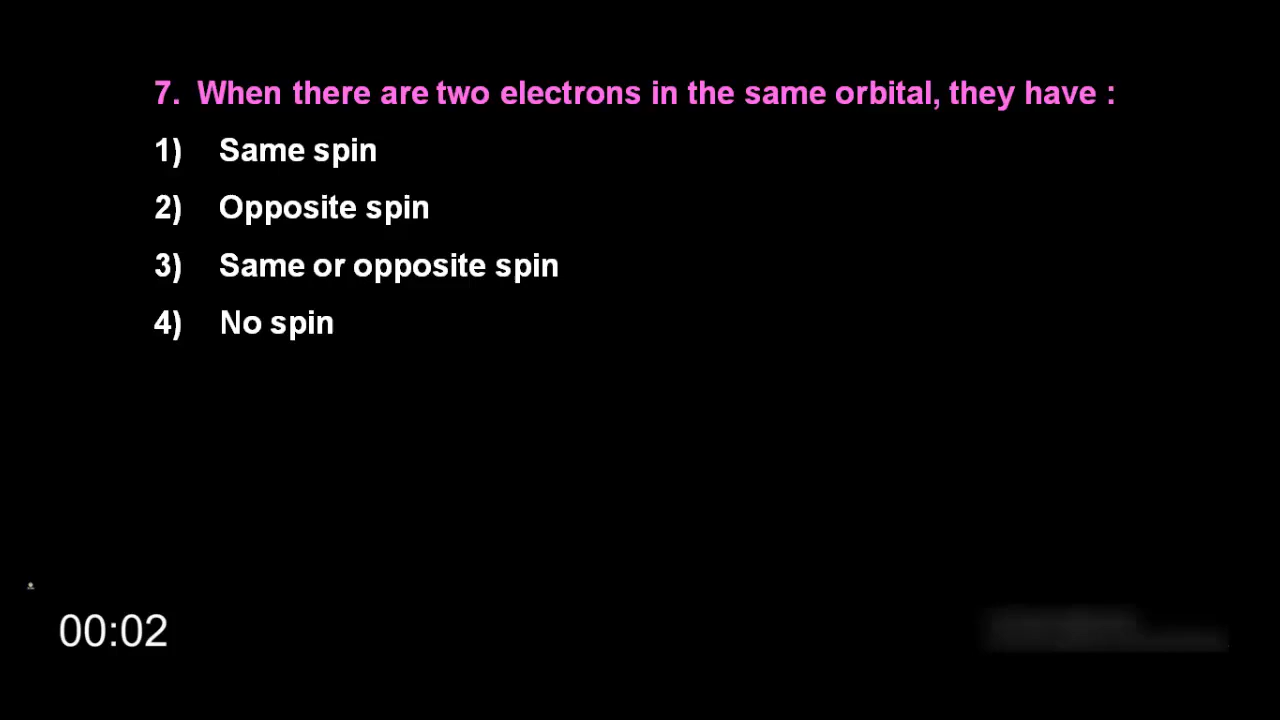 7. When there are two electrons in the same orbital, they have :
1) Same spin
2) Opposite spin
3) Same or opposite spin
4) No spin
00:02